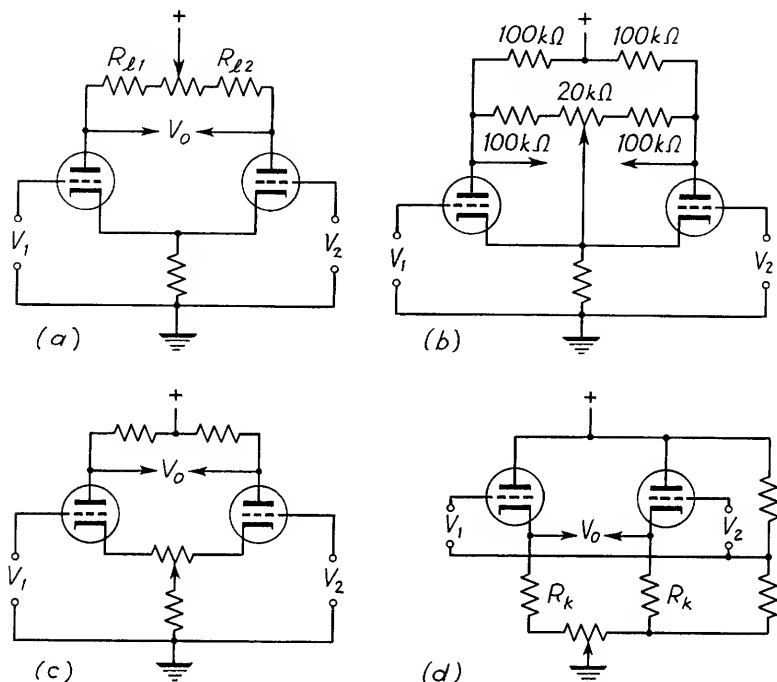 +
R_ℓ1 R_ℓ2
V_o
V_1
V_2
(a)
+
100kΩ 100kΩ
20kΩ
100kΩ 100kΩ
V_1
V_2
(b)
+
V_o
V_1
V_2
(c)
+
V_1
V_o
V_2
R_k R_k
(d)